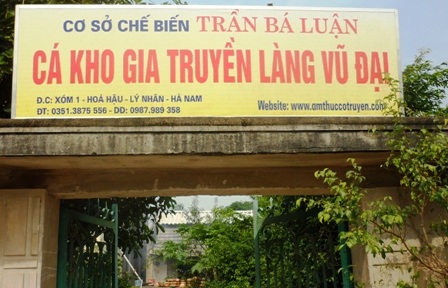 CƠ SỞ CHẾ BIẾN TRẦN BÁ LUẬN
CÁ KHO GIA TRUYỀN LÀNG VŨ ĐẠI
D.C: XÓM 1 - HOÀ HẬU - LÝ NHÂN - HÀ NAM
ĐT: 0351.3875 556 - DD: 0987.989 358
Website: www.amthuccotruyen.com